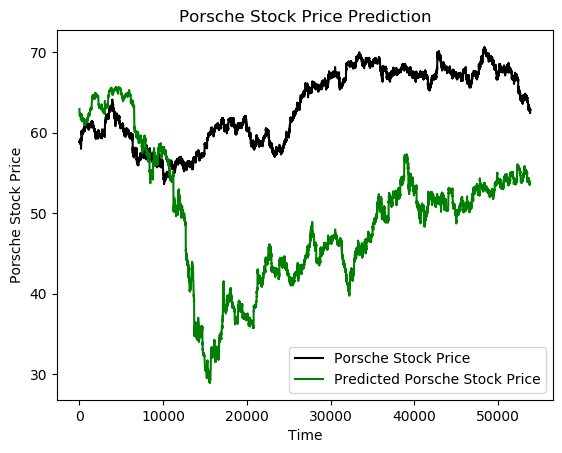 Porsche Stock Price Prediction
Porsche Stock Price
70
60
50
40
30
0 10000 20000 30000 40000 50000
Time
Porsche Stock Price
Predicted Porsche Stock Price